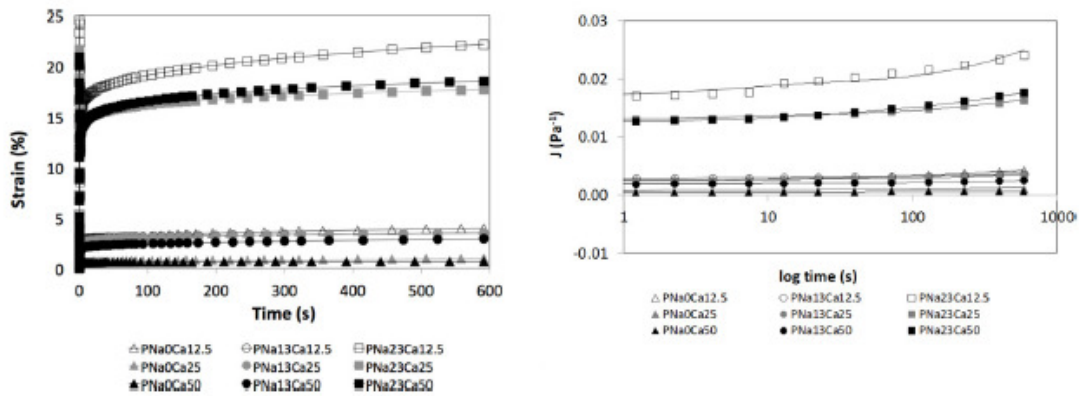 25
20
15
10
5
0
Strain (%)
0 100 200 300 400 500 600
Time (s)
PNa0Ca12.5 PNa13Ca12.5 PNa23Ca12.5
PNa0Ca25 PNa13Ca25 PNa23Ca25
PNa0Ca50 PNa13Ca50 PNa23Ca50
0.03
0.02
0.01
0.00
-0.01
J (Pa⁻¹)
1 10 100 1000
log time (s)
PNa0Ca12.5 PNa13Ca12.5 PNa23Ca12.5
PNa0Ca25 PNa13Ca25 PNa23Ca25
PNa0Ca50 PNa13Ca50 PNa23Ca50